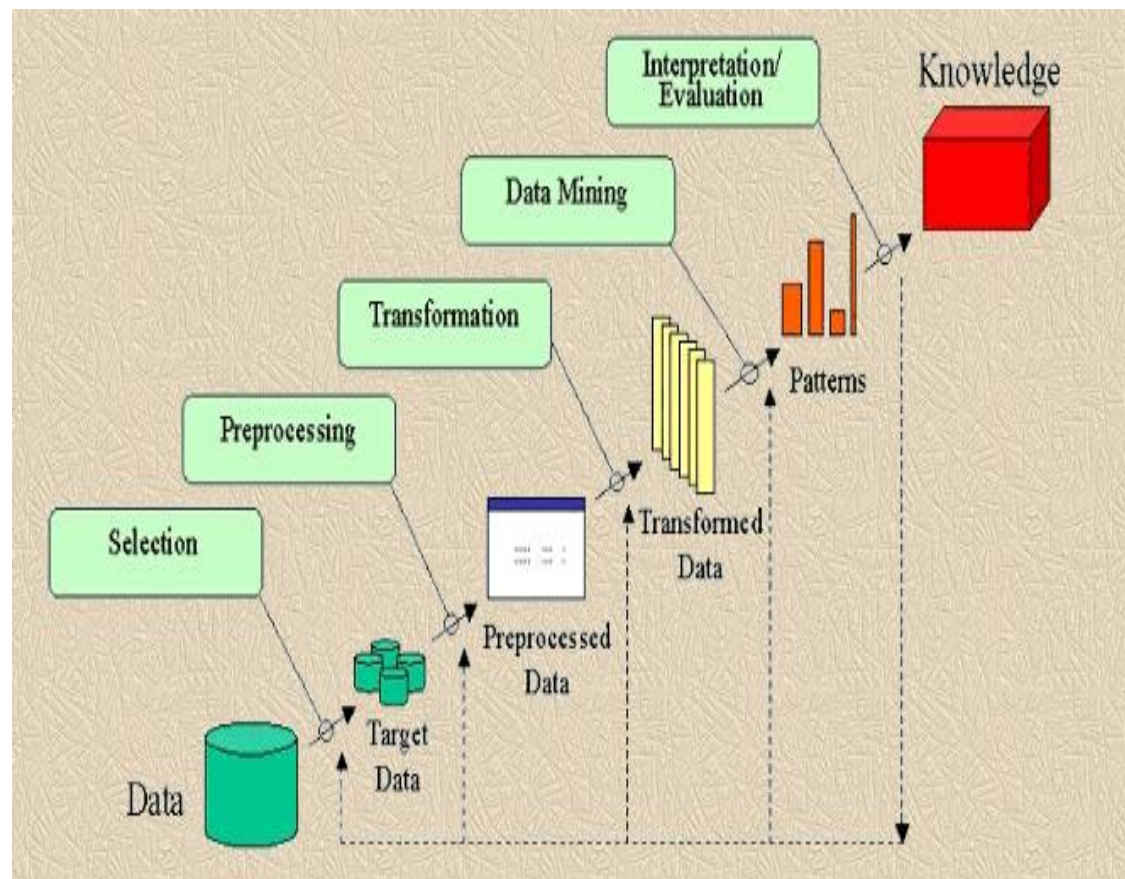 Interpretation/
Evaluation
Knowledge
Data Mining
Patterns
Transformation
Transformed
Data
Preprocessing
Preprocessed
Data
Selection
Target
Data
Data